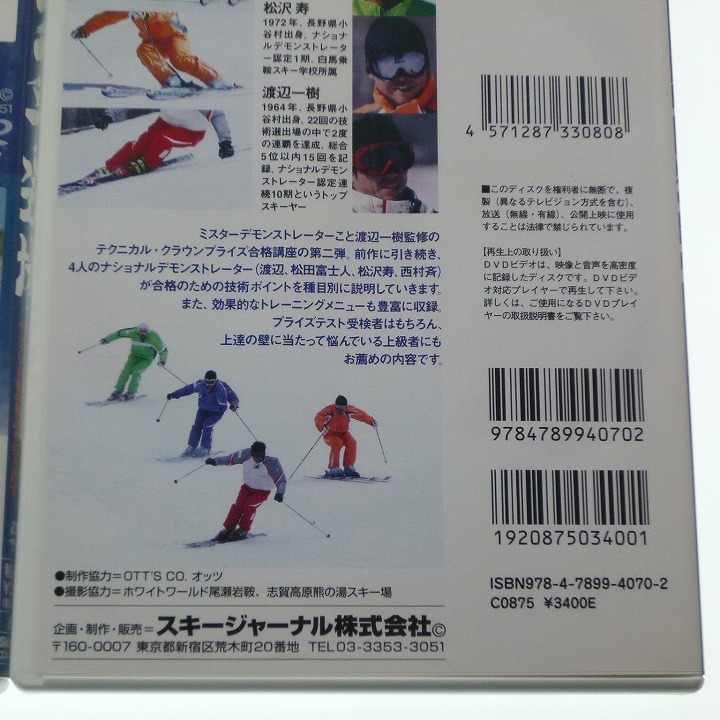 松沢 寿
1972年、長野県小
谷村出身、ナショナ
ルデモンストレータ
ー認定1期、白馬乗
鞍スキー学校所属
渡辺一樹
1964年、長野県小
谷村出身、22回の技
術選出場の中で2度
の連覇を達成、総合
5位以内15回を記
録。ナショナルデモン
ストレーター認定連
続10期というトップ
スキーヤー
ミスターデモンストレーターこと渡辺一樹監修の
テクニカル・クラウンプライズ合格講座の第二弾。前作に引き続き、
4人のナショナルデモンストレーター(渡辺、松田富士人、松沢寿、西村斉)
が合格のための技術ポイントを種目別に説明していきます。
また、効果的なトレーニングメニューも豊富に収録。
プライズテスト受検者はもちろん、
上達の壁に当たって悩んでいる上級者にも
お薦めの内容です。
●制作協力=OTT'S CO. オッツ
●撮影協力=ホワイトワールド尾瀬岩鞍、志賀高原熊の湯スキー場
企画・制作・販売=スキージャーナル株式会社©
〒160-0007 東京都新宿区荒木町20番地 TEL03-3353-3051
4 571287 330808
■このディスクを権利者に無断で、複
製(異なるテレビジョン方式を含む)、
放送(無線・有線)、公開上映に使用
することは法律で禁じられています。
【再生上の取り扱い】
DVDビデオは、映像と音声を高密度
に記録したディスクです。DVDビデ
オ対応プレイヤーで再生して下さい。
詳しくは、ご使用になるDVDプレイ
ヤーの取扱説明書をご覧下さい。
9784789940702
1920875034001
ISBN978-4-7899-4070-2
C0875 ¥3400E